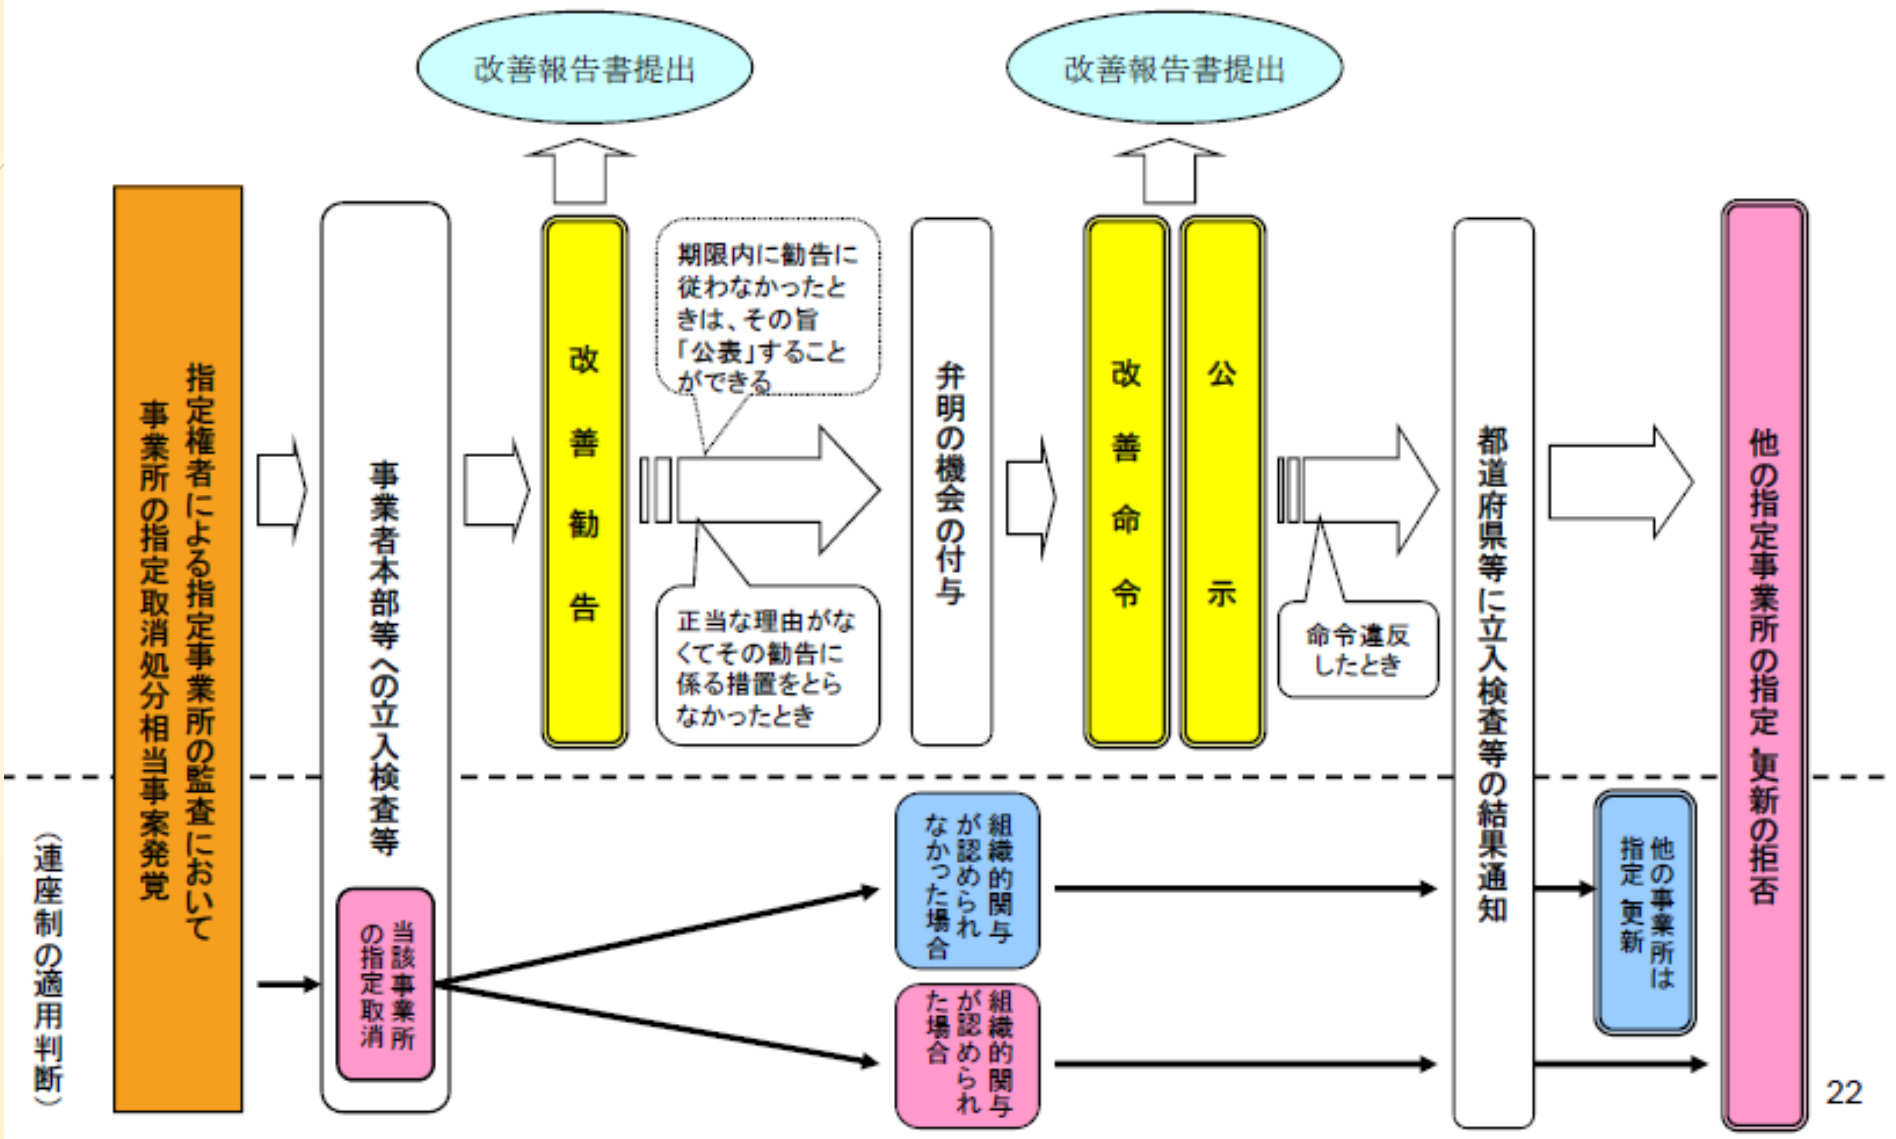 改善報告書提出
改善報告書提出
指定権者による指定事業所の監査において
事業所の指定取消処分相当事案発覚
事業者本部等への立入検査等
改善勧告
期限内に勧告に
従わなかったと
きは、その旨
「公表」すること
ができる
正当な理由がな
くてその勧告に
係る措置をとら
なかったとき
弁明の機会の付与
改善命令
公示
命令違反
したとき
都道府県等に立入検査等の結果通知
他の指定事業所の指定・更新の拒否
（連座制の適用判断）
当該事業所
の指定取消
組織的関与
が認められ
なかった場合
組織的関与
が認められ
た場合
他の事業所は
指定・更新
22